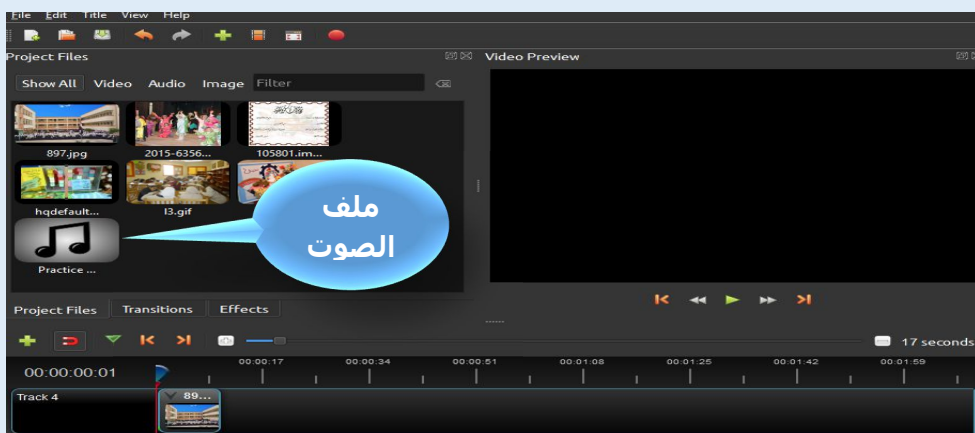 File Edit Title View Help
Project Files
Video Preview
Show All Video Audio Image Filter
897.jpg 2015-6356... 105801.im...
hqdefault... I3.gif
Practice ...
ملف
الصوت
Project Files Transitions Effects
17 seconds
00:00:00:01
00:00:17 00:00:34 00:00:51 00:01:08 00:01:25 00:01:42 00:01:59
Track 4
89...